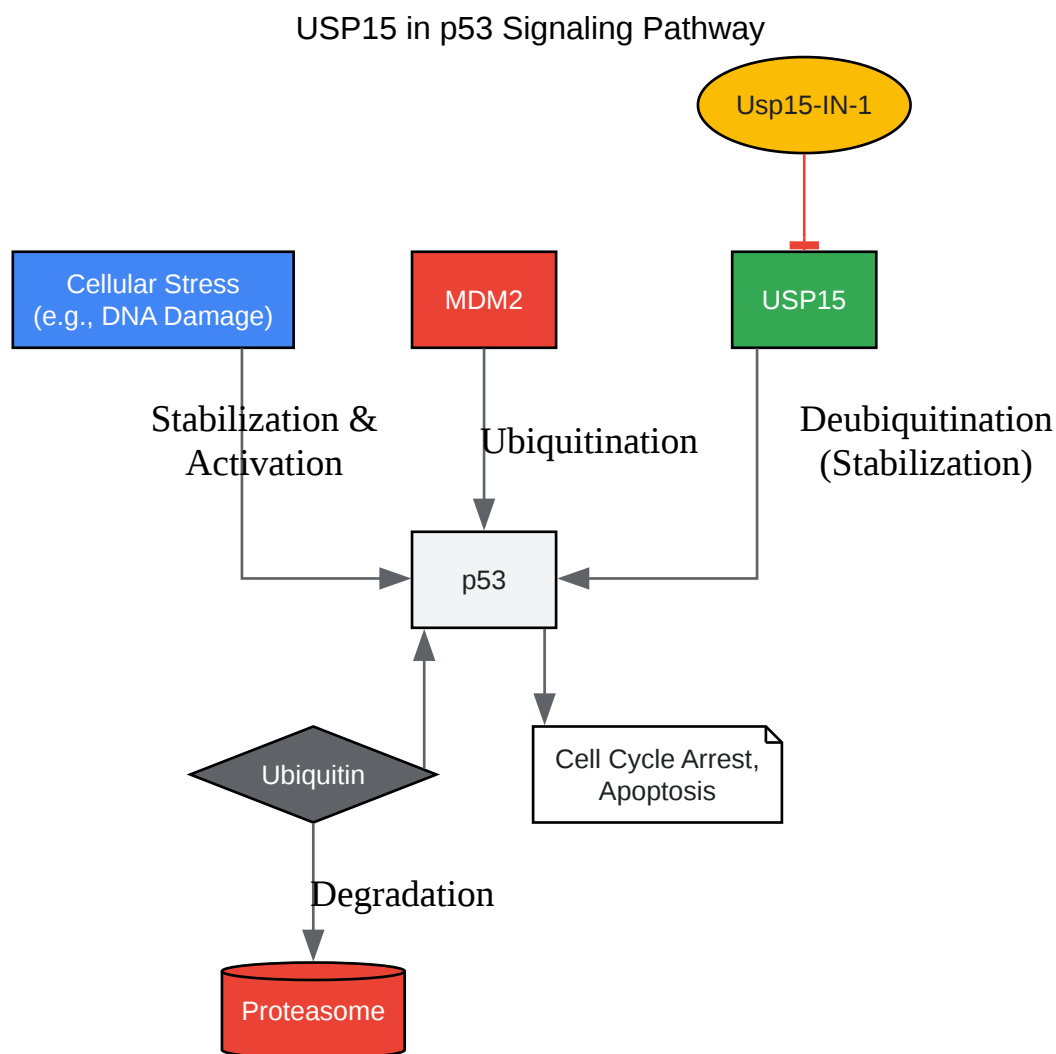 USP15 in p53 Signaling Pathway
Usp15-IN-1
Cellular Stress
(e.g., DNA Damage)
MDM2
USP15
Stabilization &
Activation
Ubiquitination
Deubiquitination
(Stabilization)
p53
Ubiquitin
Cell Cycle Arrest,
Apoptosis
Degradation
Proteasome